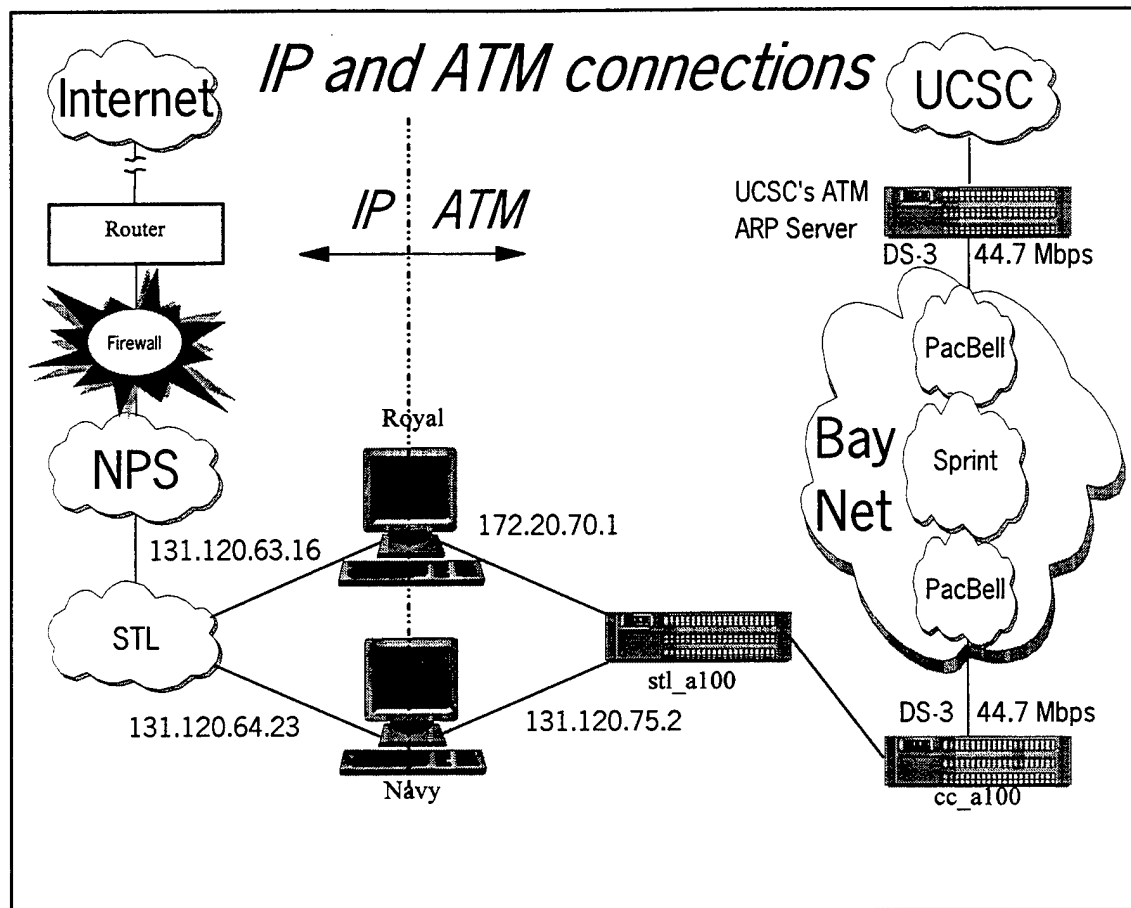 IP and ATM connections
Internet
UCSC
IP ATM
UCSC's ATM
ARP Server
Router
DS-3 44.7 Mbps
Firewall
PacBell
Royal
Bay
Net
Sprint
NPS
172.20.70.1
131.120.63.16
PacBell
STL
stl_a100
131.120.64.23
131.120.75.2
DS-3 44.7 Mbps
Navy
cc_a100